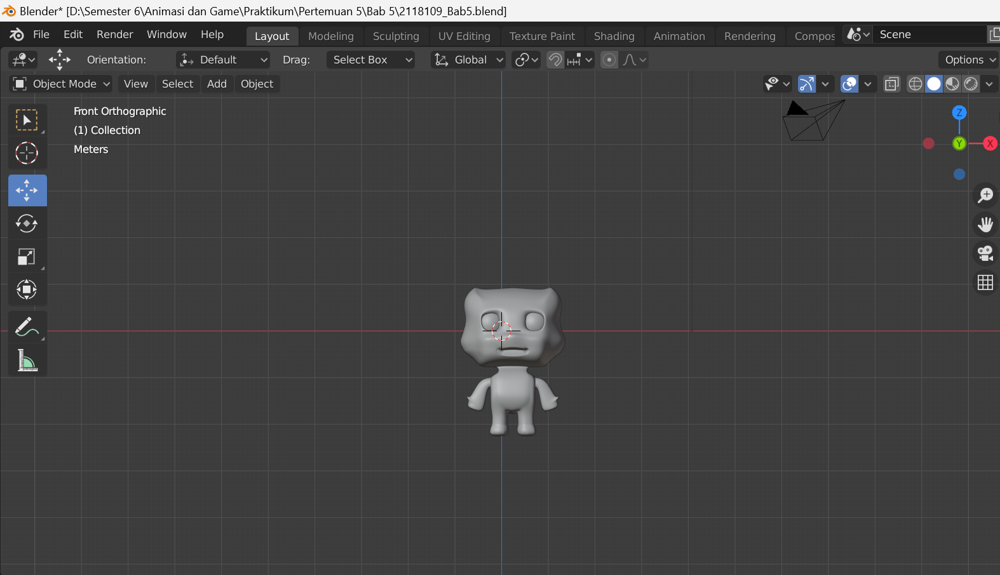 Blender* [D:\Semester 6\Animasi dan Game\Praktikum\Pertemuan 5\Bab 5\2118109_Bab5.blend]
File Edit Render Window Help Layout Modeling Sculpting UV Editing Texture Paint Shading Animation Rendering Compos Scene
Orientation: Default Drag: Select Box Global Options
Object Mode View Select Add Object
Front Orthographic
(1) Collection
Meters
Z
Y X